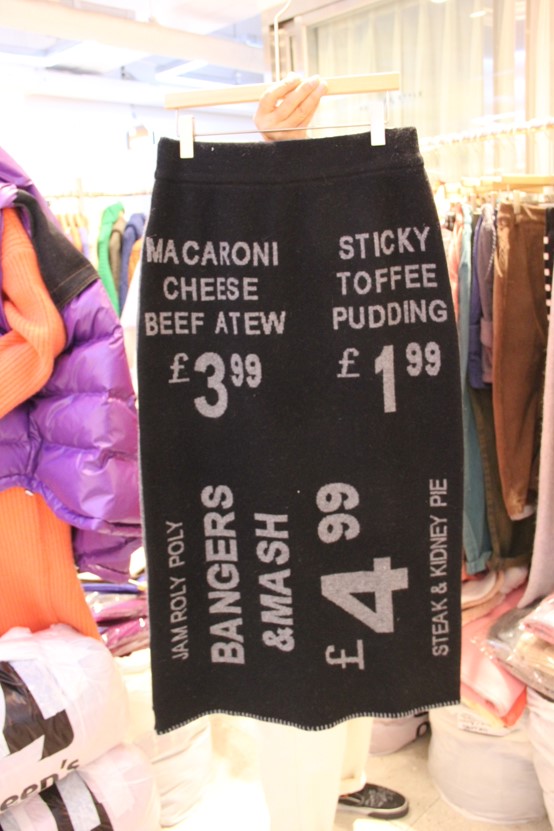 MACARONI
CHEESE
BEEF ATEW
£3.99
STICKY
TOFFEE
PUDDING
£1.99
JAM ROLY POLY
BANGERS
&MASH
£4.99
STEAK & KIDNEY PIE
een's